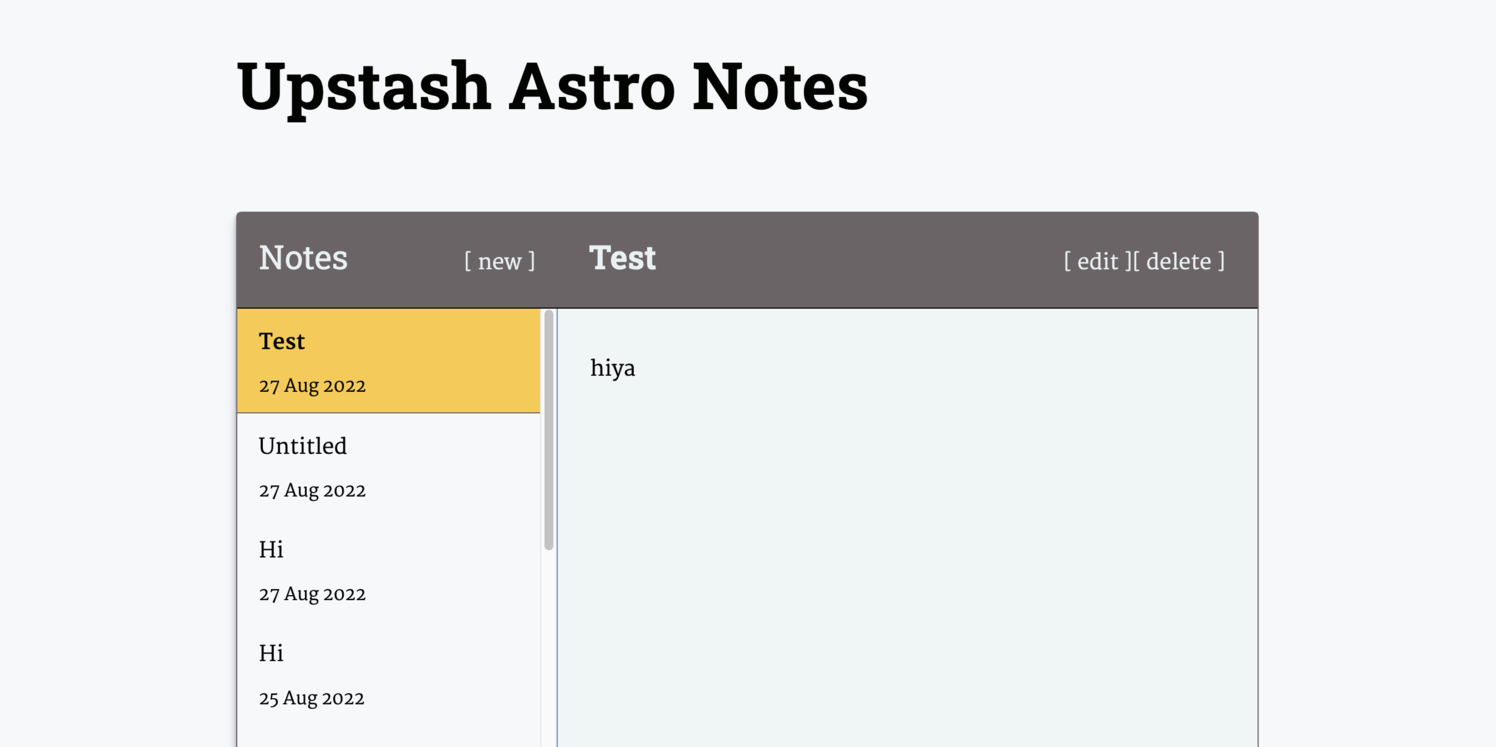 Upstash Astro Notes
Notes [ new ]
Test [ edit ][ delete ]
Test
27 Aug 2022
Untitled
27 Aug 2022
Hi
27 Aug 2022
Hi
25 Aug 2022
hiya